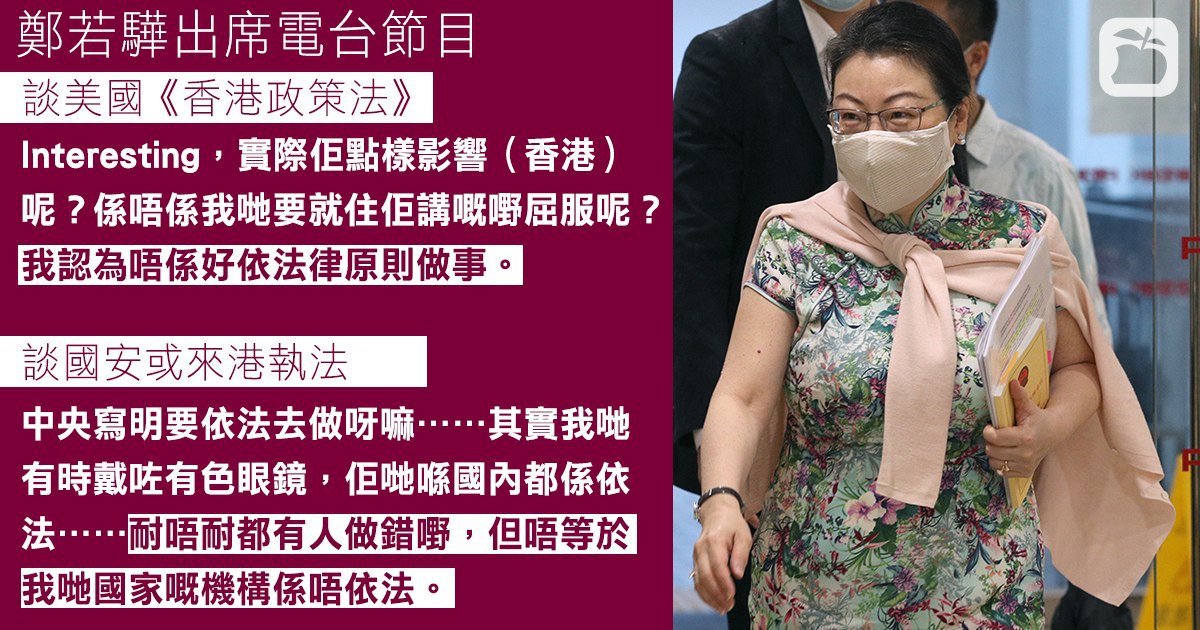 鄭若驊出席電台節目
談美國《香港政策法》
Interesting，實際佢點樣影響（香港）
呢？係唔係我哋要就住佢講嘅嘢屈服呢？
我認為唔係好依法律原則做事。
談國安或來港執法
中央寫明要依法去做呀嘛⋯⋯其實我哋
有時戴咗有色眼鏡，佢哋喺國內都係依
法⋯⋯耐唔耐都有人做錯嘢，但唔等於
我哋國家嘅機構係唔依法。